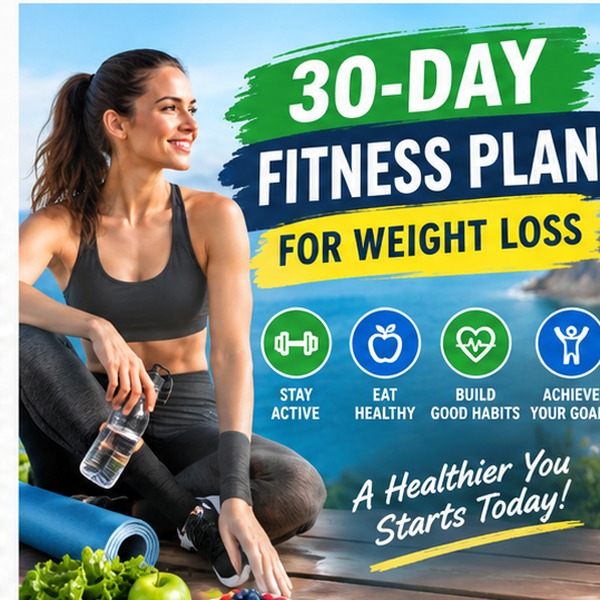 30-DAY
FITNESS PLAN
FOR WEIGHT LOSS
STAY
ACTIVE
EAT
HEALTHY
BUILD
GOOD HABITS
ACHIEVE
YOUR GOA
A Healthier You
Starts Today!